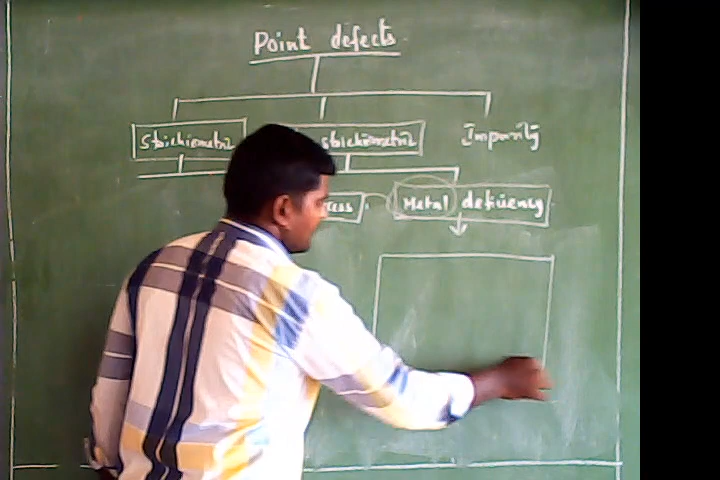 Point defects
Stoichiometric stoichiometric Impurity
Metal deficiency